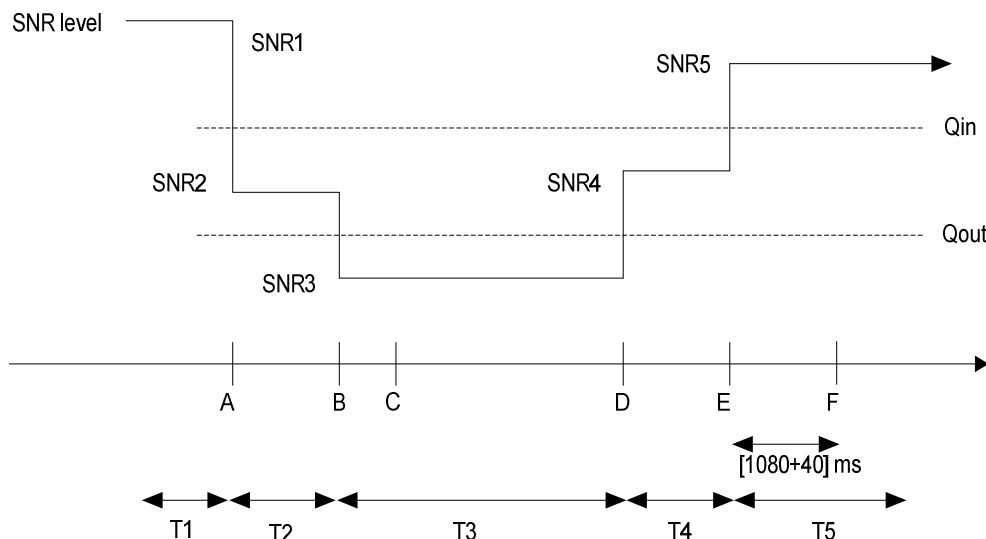 SNR level
SNR1
SNR5
Qin
SNR2
SNR4
Qout
SNR3
A B C D E F
[1080+40] ms
T1 T2 T3 T4 T5